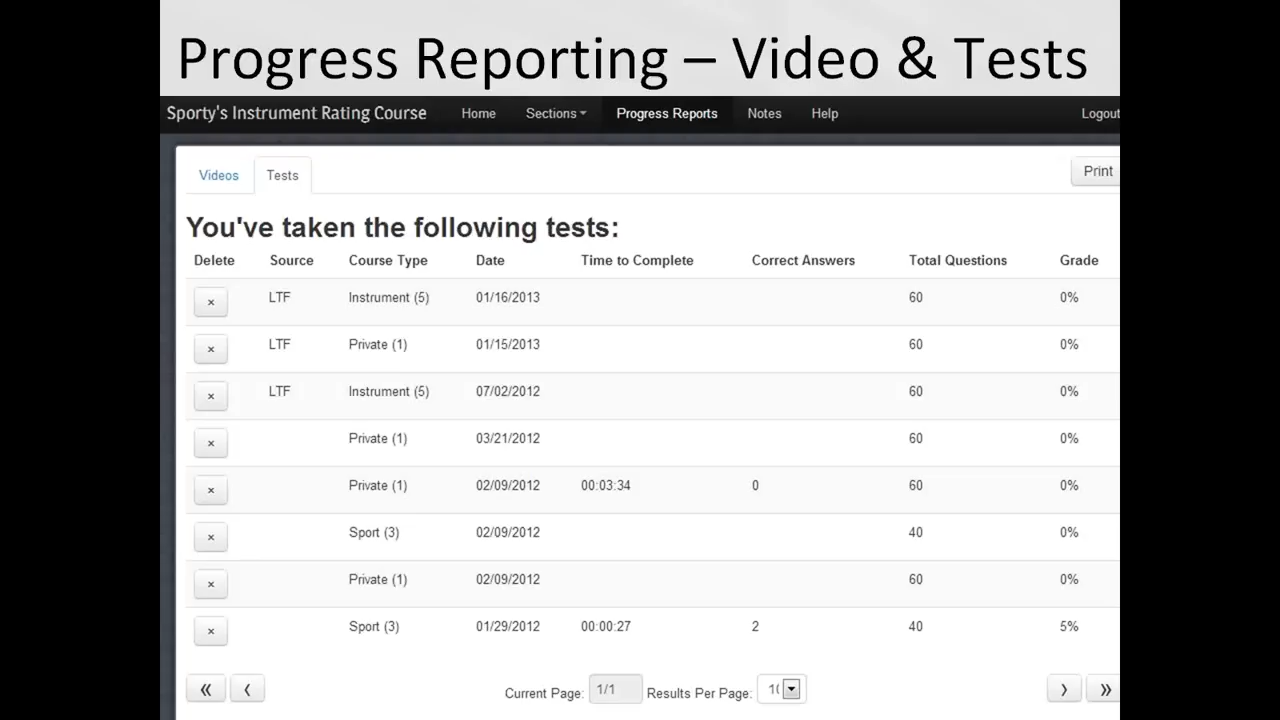 Progress Reporting – Video & Tests
Sporty's Instrument Rating Course Home Sections Progress Reports Notes Help Logout
Videos Tests Print
You've taken the following tests:
Delete Source Course Type Date Time to Complete Correct Answers Total Questions Grade
× LTF Instrument (5) 01/16/2013 60 0%
× LTF Private (1) 01/15/2013 60 0%
× LTF Instrument (5) 07/02/2012 60 0%
× Private (1) 03/21/2012 60 0%
× Private (1) 02/09/2012 00:03:34 0 60 0%
× Sport (3) 02/09/2012 40 0%
× Private (1) 02/09/2012 60 0%
× Sport (3) 01/29/2012 00:00:27 2 40 5%
« ‹ Current Page: 1/1 Results Per Page: › »